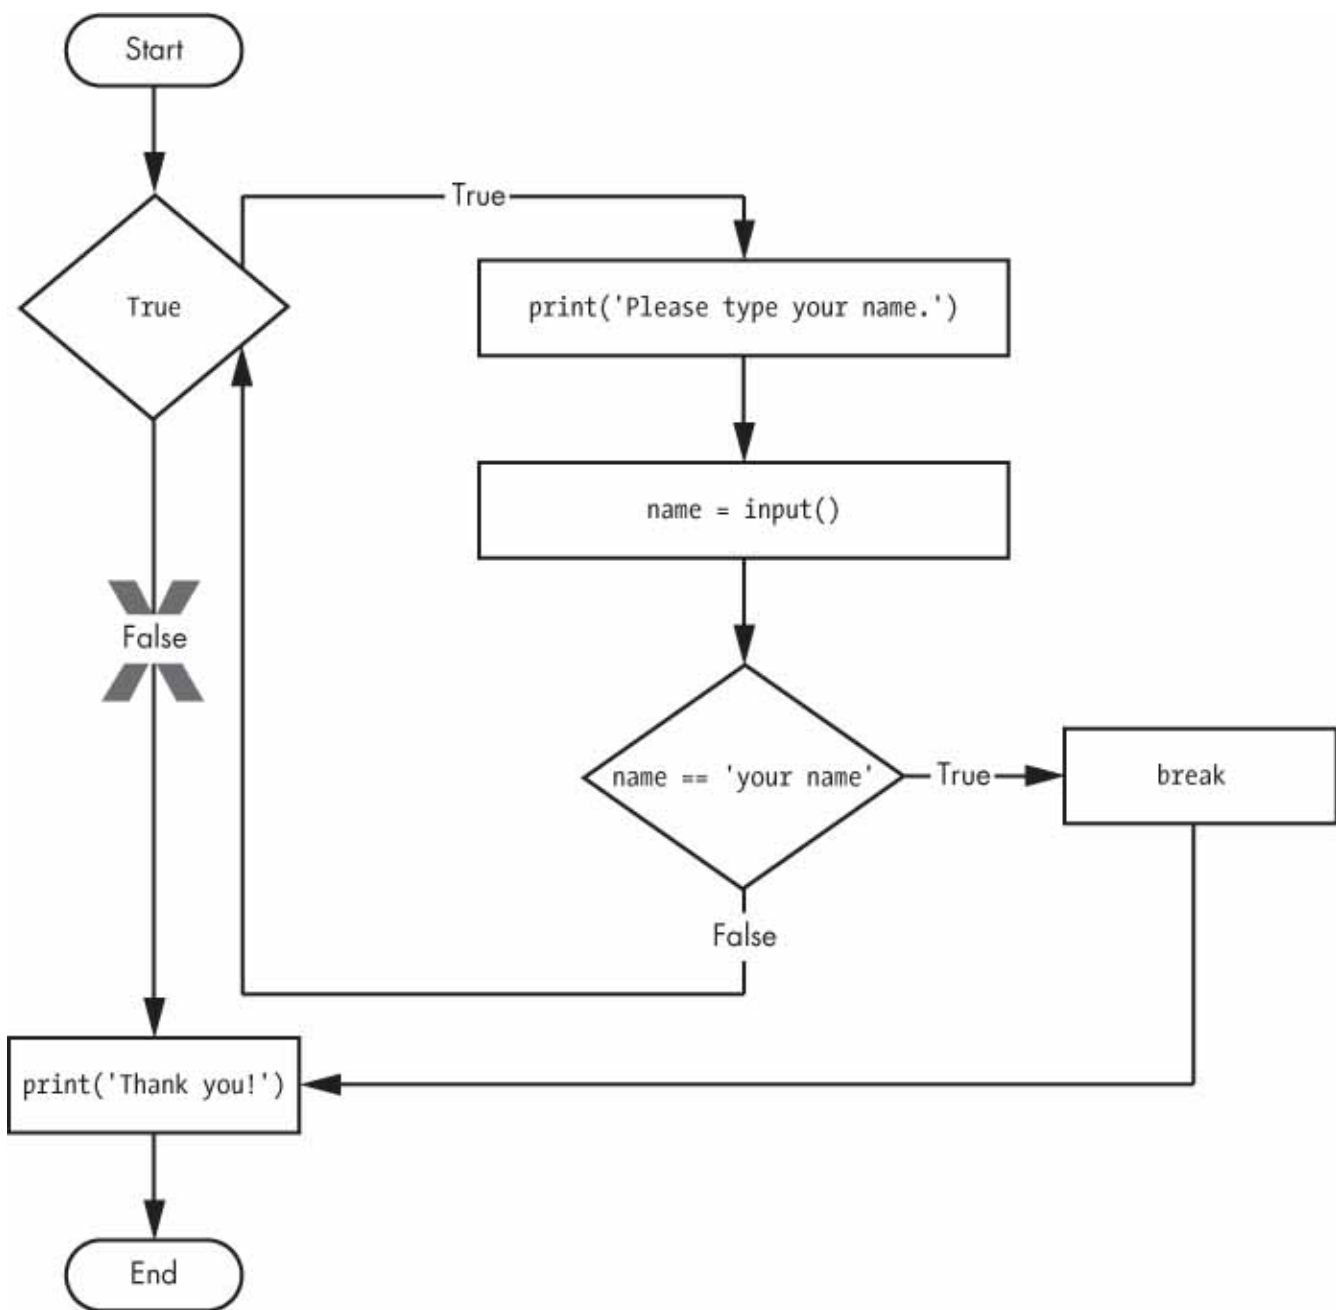 Start
True
True
print('Please type your name.')
name = input()
False
name == 'your name'
True
break
False
print('Thank you!')
End